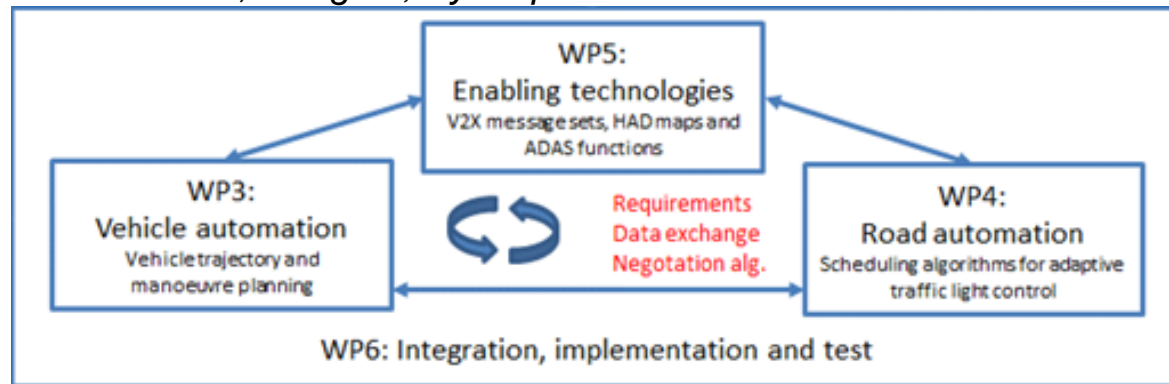 WP5:
Enabling technologies
V2X message sets, HAD maps and
ADAS functions
WP3:
Vehicle automation
Vehicle trajectory and
manoeuvre planning
Requirements
Data exchange
Negotation alg.
WP4:
Road automation
Scheduling algorithms for adaptive
traffic light control
WP6: Integration, implementation and test